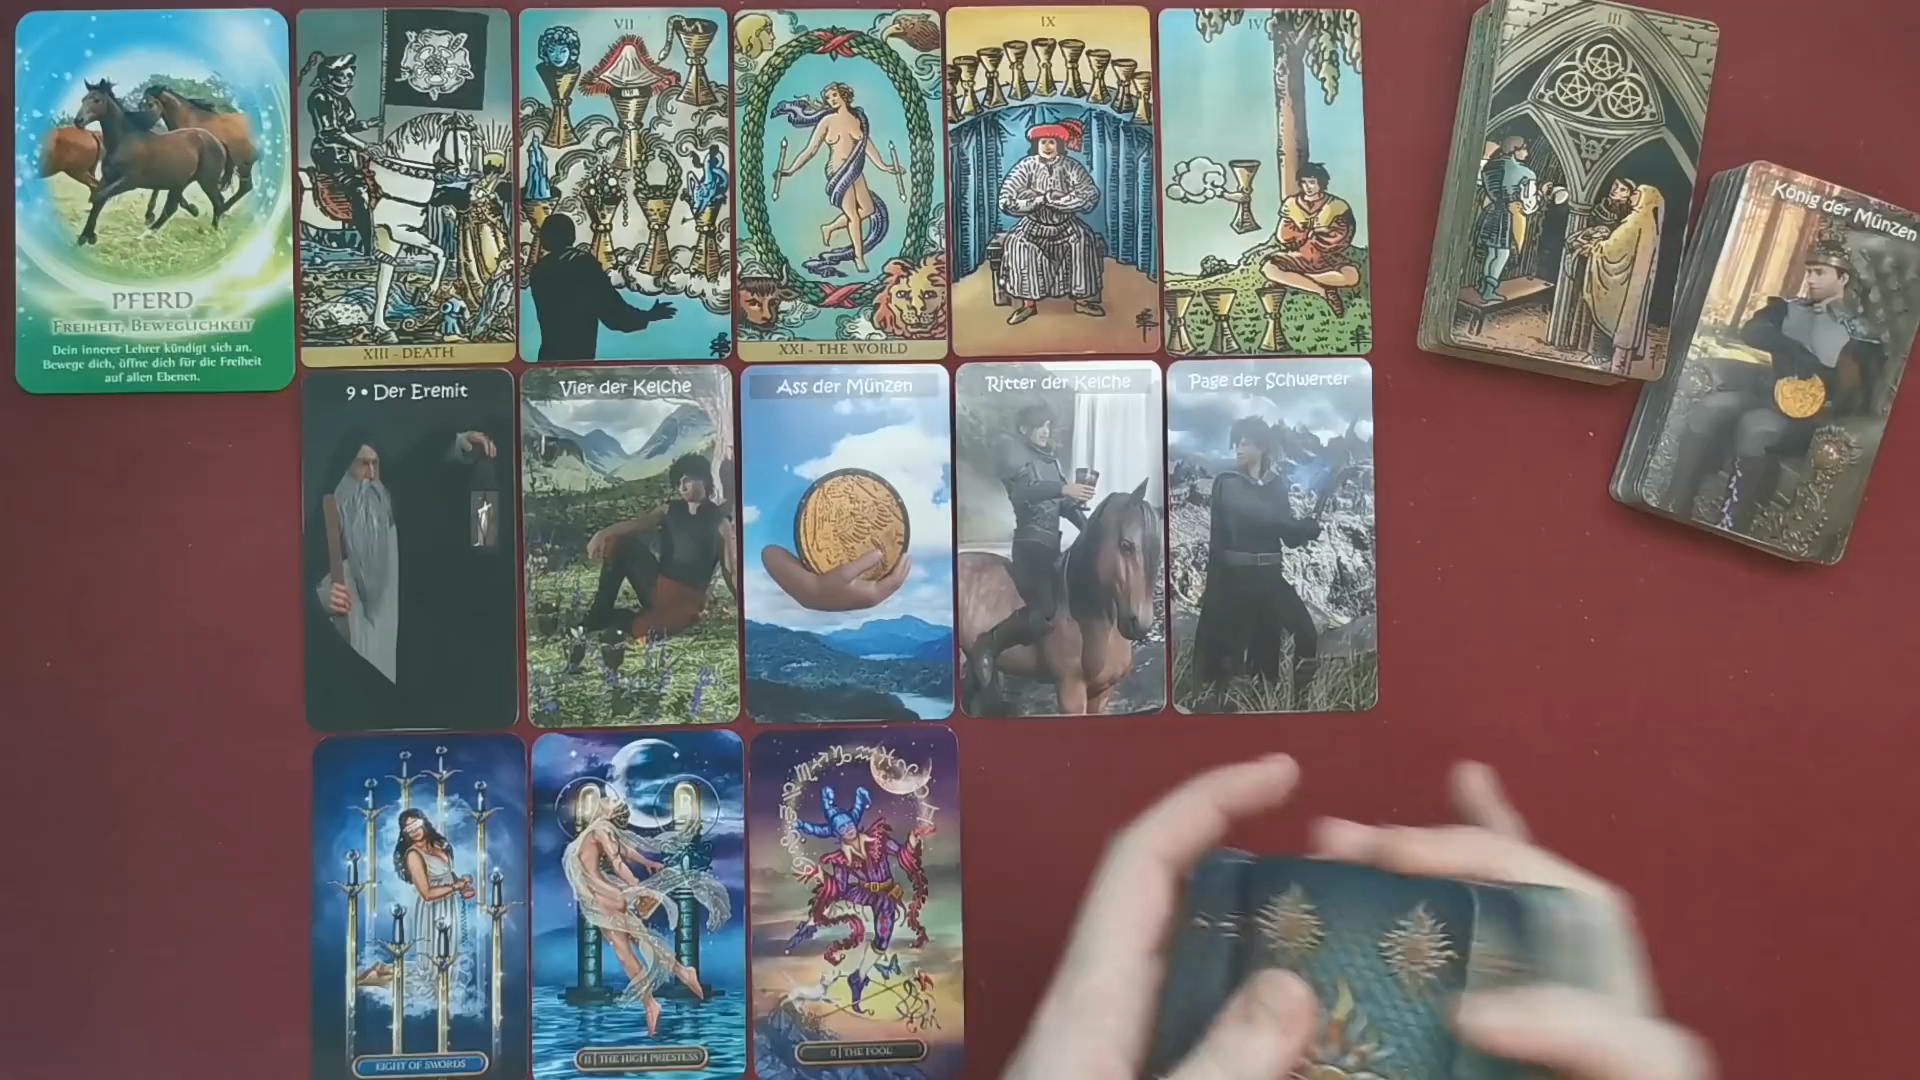 PFERD
FREIHEIT, BEWEGLICHKEIT
Dein innerer Lehrer kündigt sich an.
Bewege dich, öffne dich für die Freiheit
auf allen Ebenen.
XIII - DEATH
VII
XXI - THE WORLD
IX
IV
III
König der Münzen
9 • Der Eremit
Vier der Kelche
Ass der Münzen
Ritter der Kelche
Page der Schwerter
EIGHT OF SWORDS
II | THE HIGH PRIESTESS
0 | THE FOOL